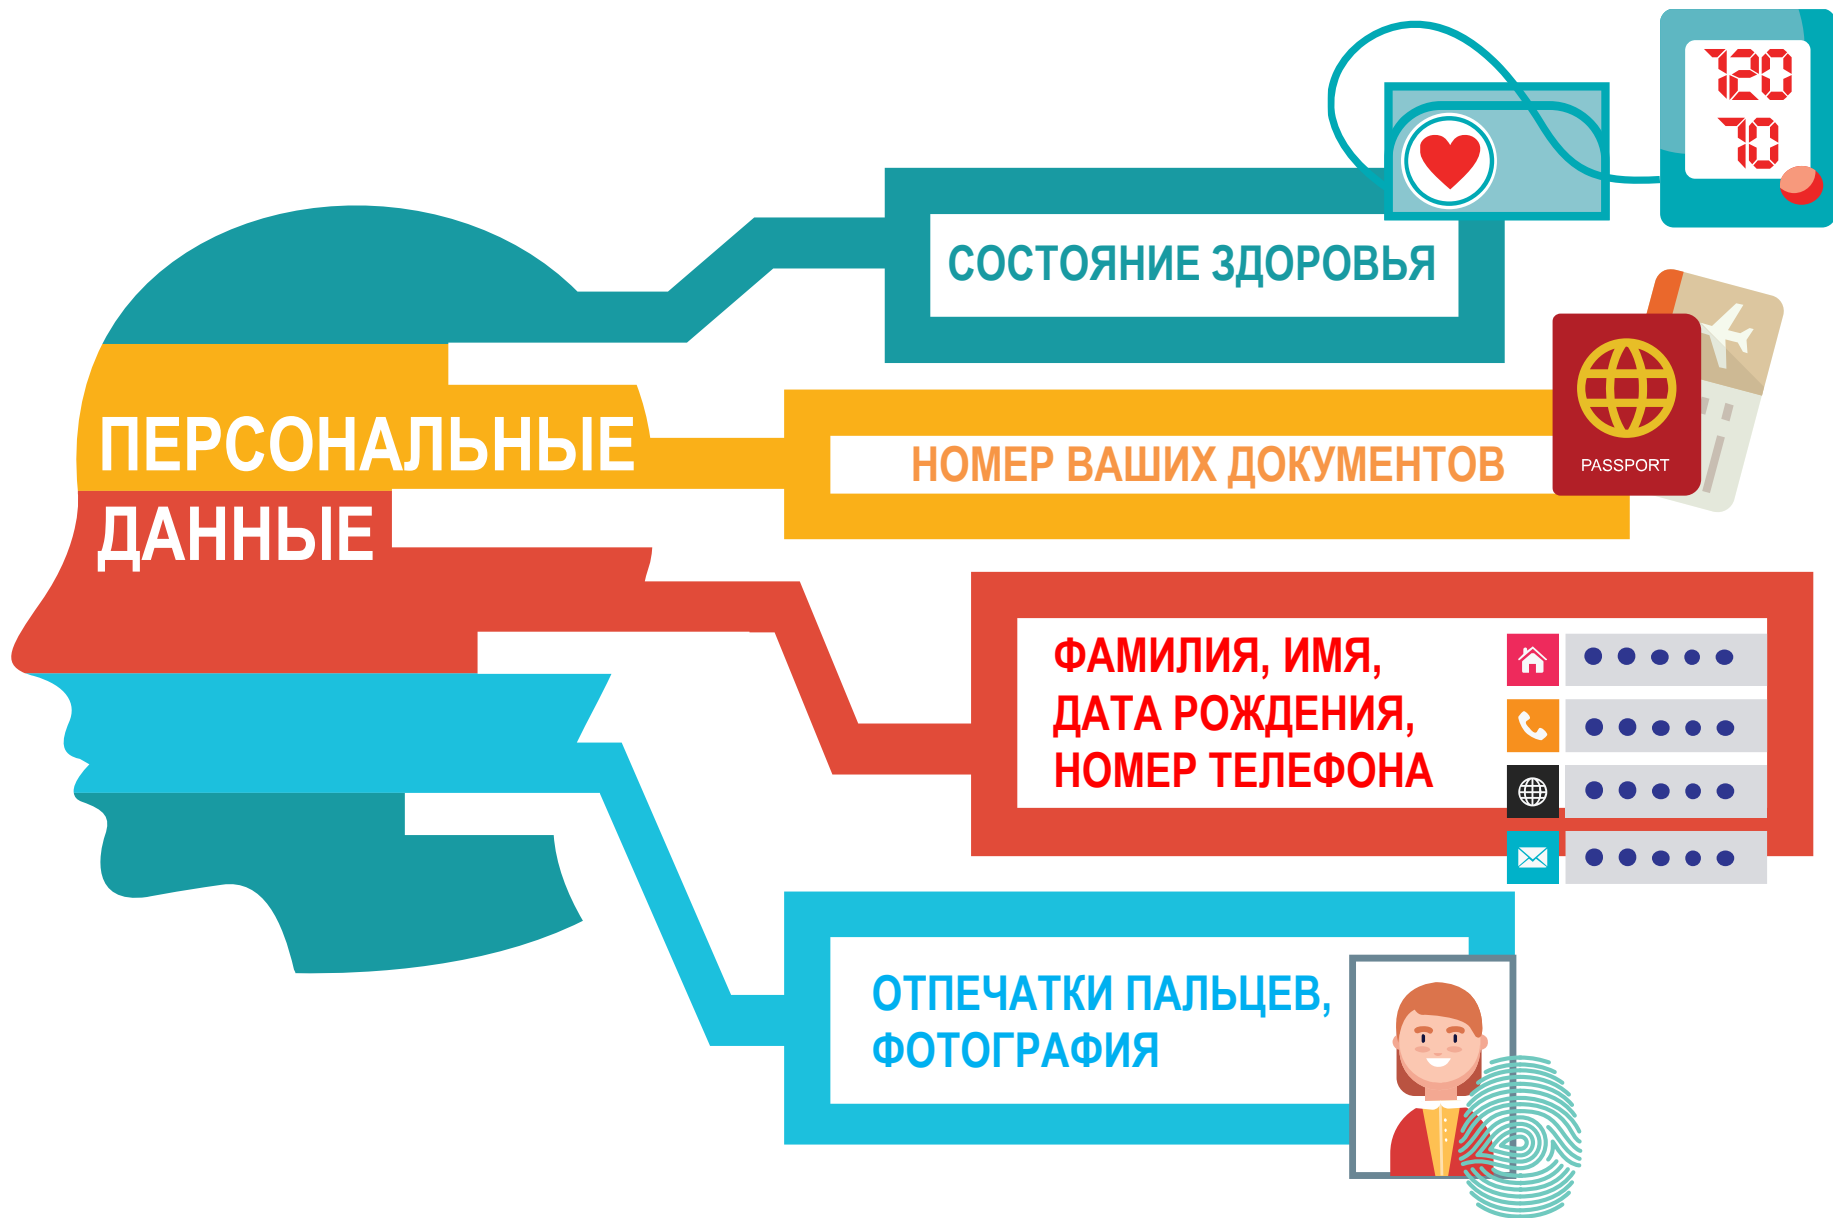 120
70
СОСТОЯНИЕ ЗДОРОВЬЯ
ПЕРСОНАЛЬНЫЕ
ДАННЫЕ
НОМЕР ВАШИХ ДОКУМЕНТОВ
PASSPORT
ФАМИЛИЯ, ИМЯ,
ДАТА РОЖДЕНИЯ,
НОМЕР ТЕЛЕФОНА
ОТПЕЧАТКИ ПАЛЬЦЕВ,
ФОТОГРАФИЯ